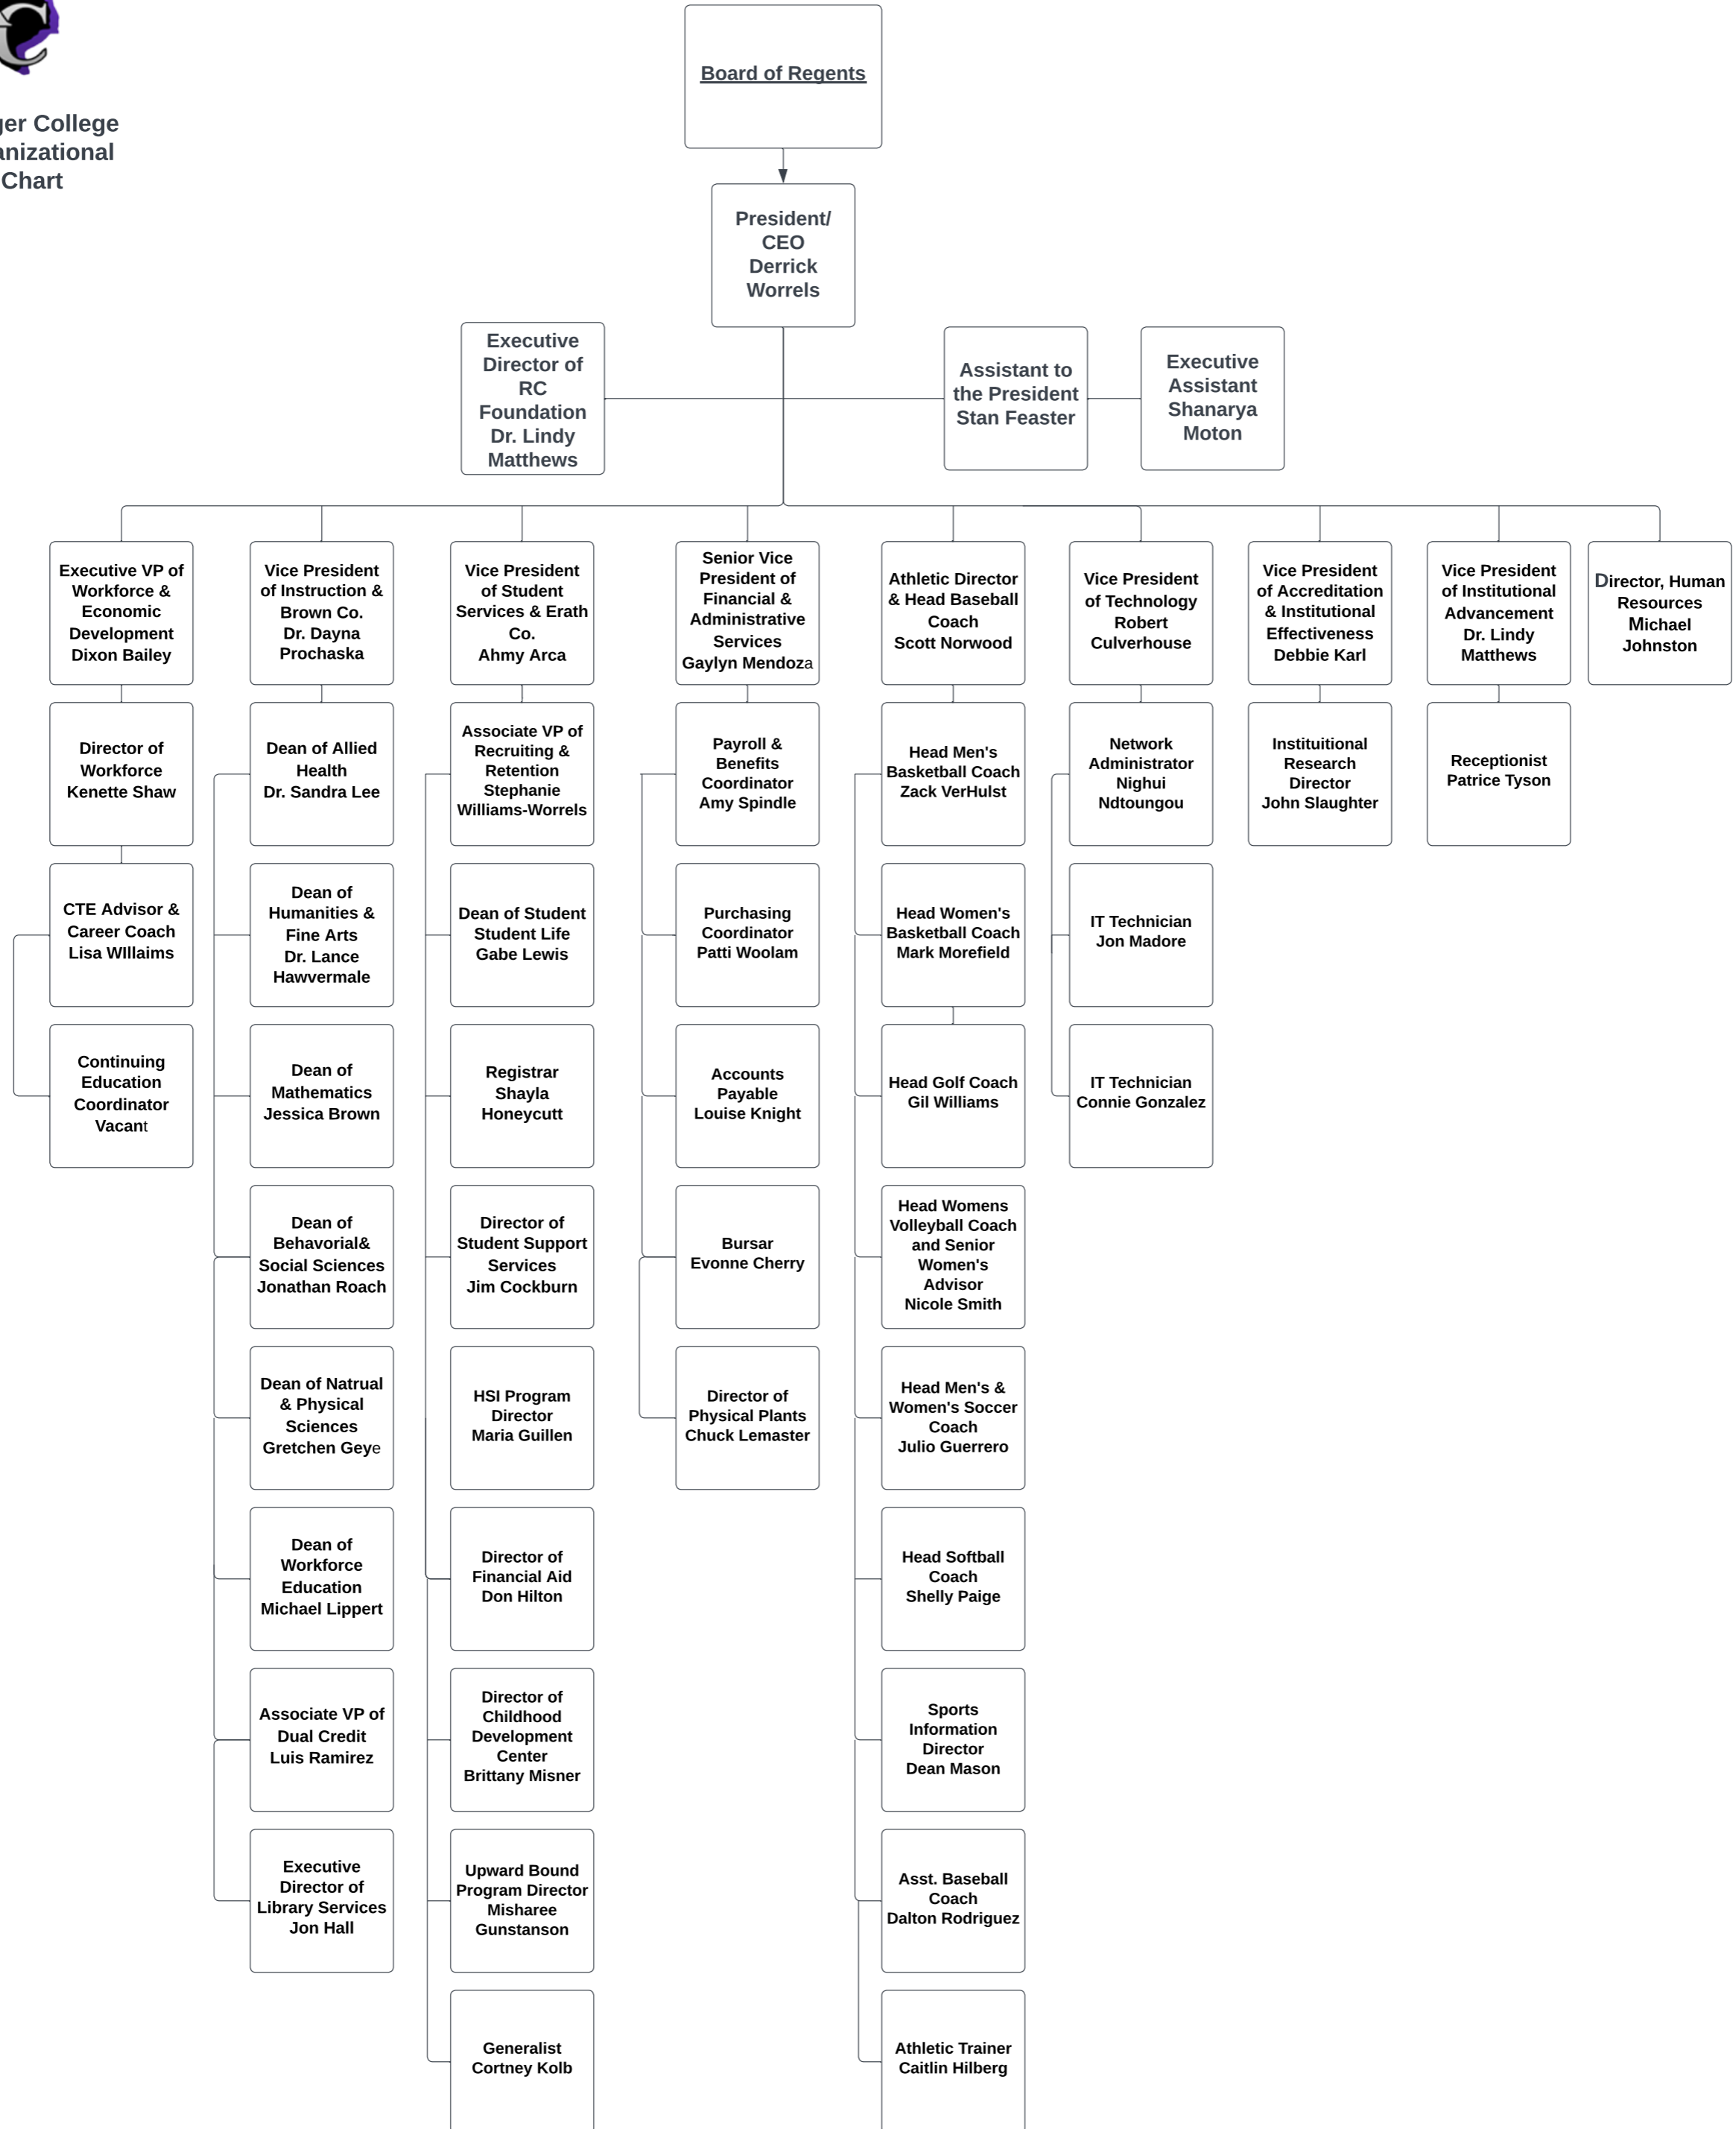 ger College
anizational
Chart
Board of Regents
President/
CEO
Derrick
Worrels
Executive
Director of
RC
Foundation
Dr. Lindy
Matthews
Assistant to
the President
Stan Feaster
Executive
Assistant
Shanarya
Moton
Executive VP of
Workforce &
Economic
Development
Dixon Bailey
Vice President
of Instruction &
Brown Co.
Dr. Dayna
Prochaska
Vice President
of Student
Services & Erath
Co.
Ahmy Arca
Senior Vice
President of
Financial &
Administrative
Services
Gaylyn Mendoza
Athletic Director
& Head Baseball
Coach
Scott Norwood
Vice President
of Technology
Robert
Culverhouse
Vice President
of Accreditation
& Institutional
Effectiveness
Debbie Karl
Vice President
of Institutional
Advancement
Dr. Lindy
Matthews
Director, Human
Resources
Michael
Johnston
Director of
Workforce
Kenette Shaw
Dean of Allied
Health
Dr. Sandra Lee
Associate VP of
Recruiting &
Retention
Stephanie
Williams-Worrels
Payroll &
Benefits
Coordinator
Amy Spindle
Head Men's
Basketball Coach
Zack VerHulst
Network
Administrator
Nighui
Ndtoungou
Instituitional
Research
Director
John Slaughter
Receptionist
Patrice Tyson
CTE Advisor &
Career Coach
Lisa WIllaims
Dean of
Humanities &
Fine Arts
Dr. Lance
Hawvermale
Dean of Student
Student Life
Gabe Lewis
Purchasing
Coordinator
Patti Woolam
Head Women's
Basketball Coach
Mark Morefield
IT Technician
Jon Madore
Continuing
Education
Coordinator
Vacant
Dean of
Mathematics
Jessica Brown
Registrar
Shayla
Honeycutt
Accounts
Payable
Louise Knight
Head Golf Coach
Gil Williams
IT Technician
Connie Gonzalez
Dean of
Behavorial&
Social Sciences
Jonathan Roach
Director of
Student Support
Services
Jim Cockburn
Bursar
Evonne Cherry
Head Womens
Volleyball Coach
and Senior
Women's
Advisor
Nicole Smith
Dean of Natrual
& Physical
Sciences
Gretchen Geye
HSI Program
Director
Maria Guillen
Director of
Physical Plants
Chuck Lemaster
Head Men's &
Women's Soccer
Coach
Julio Guerrero
Dean of
Workforce
Education
Michael Lippert
Director of
Financial Aid
Don Hilton
Head Softball
Coach
Shelly Paige
Associate VP of
Dual Credit
Luis Ramirez
Director of
Childhood
Development
Center
Brittany Misner
Sports
Information
Director
Dean Mason
Executive
Director of
Library Services
Jon Hall
Upward Bound
Program Director
Misharee
Gunstanson
Asst. Baseball
Coach
Dalton Rodriguez
Generalist
Cortney Kolb
Athletic Trainer
Caitlin Hilberg